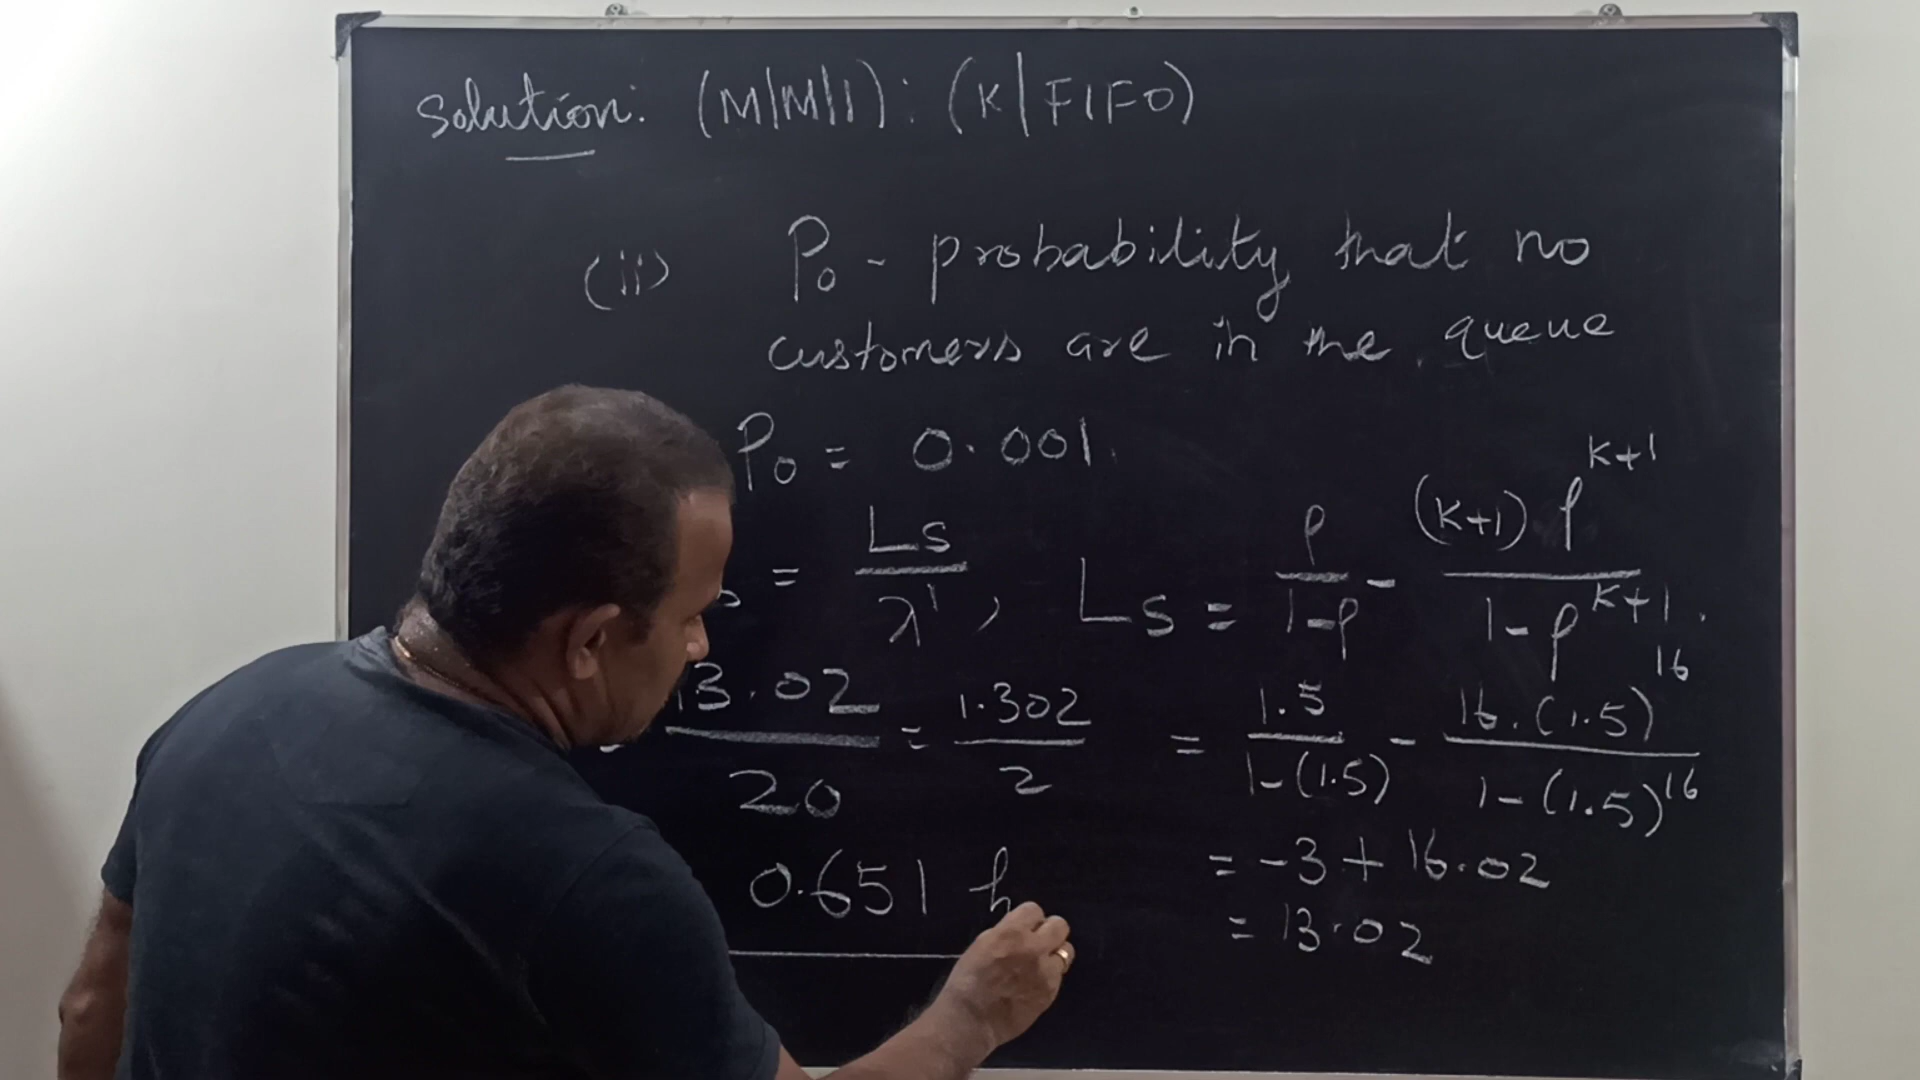 Solution: (M|M|1): (K|FIFO)
(ii) P₀ - probability that no
customers are in the queue
P₀ = 0.001.
= Ls/λ', Ls = ρ/(1-ρ) - (K+1) ρ^(K+1)/(1-ρ^(K+1)).
= 13.02/20 = 1.302/2 = 1.5/(1-(1.5)) - 16.(1.5)^16/(1-(1.5)^16)
0.651 h = -3 + 16.02
= 13.02